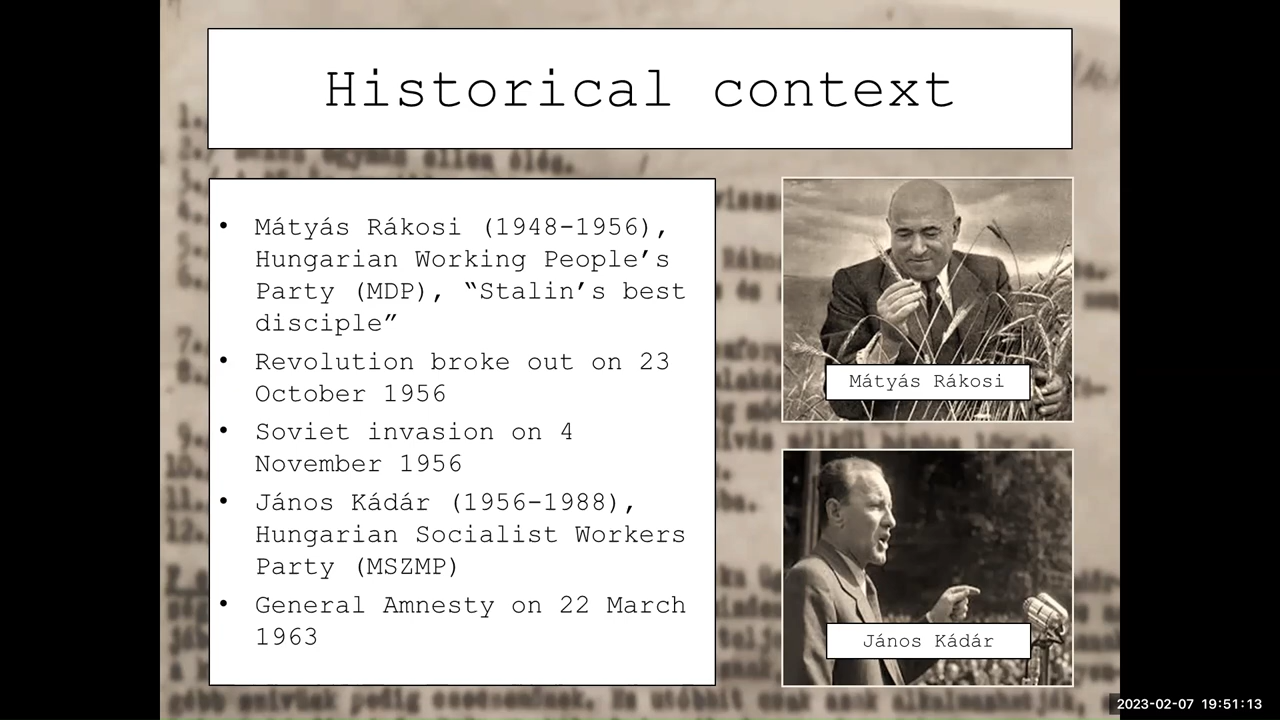 Historical context
• Mátyás Rákosi (1948-1956),
Hungarian Working People’s
Party (MDP), “Stalin’s best
disciple”
• Revolution broke out on 23
October 1956
• Soviet invasion on 4
November 1956
• János Kádár (1956-1988),
Hungarian Socialist Workers
Party (MSZMP)
• General Amnesty on 22 March
1963
Mátyás Rákosi
János Kádár
2023-02-07 19:51:13